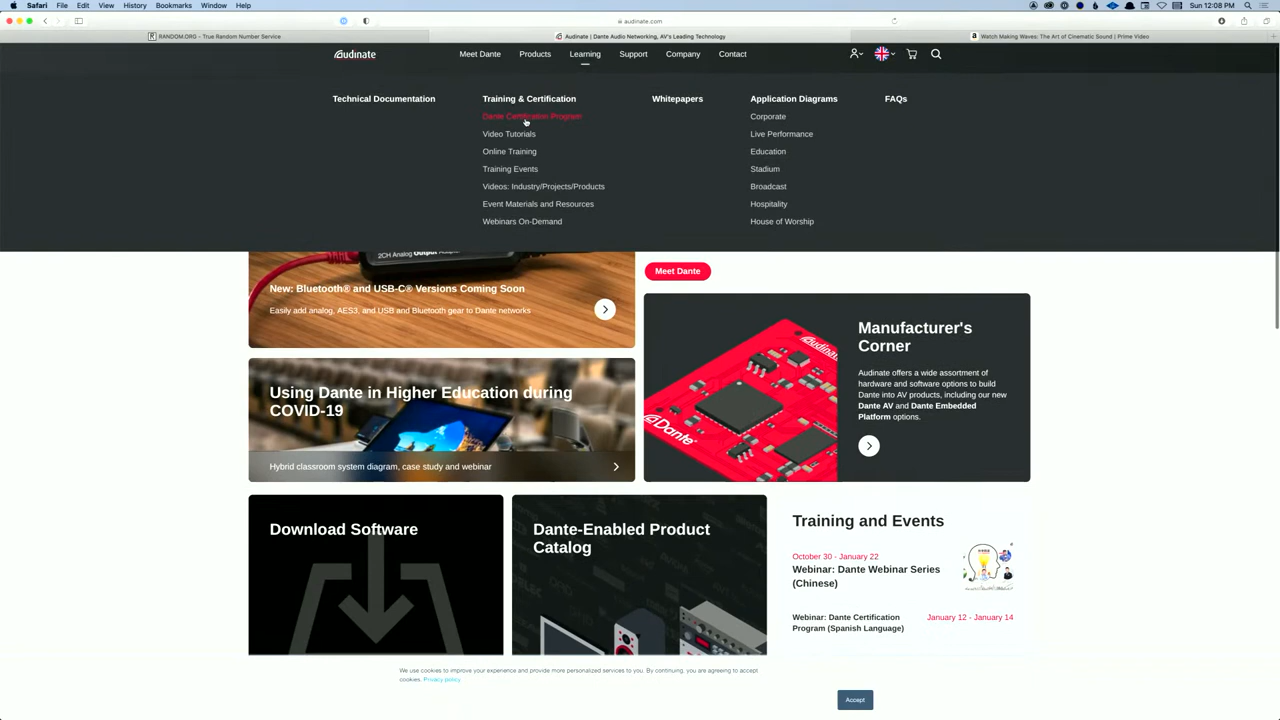 Safari File Edit View History Bookmarks Window Help
Sun 12:08 PM
audinate.com
RANDOM.ORG - True Random Number Service
Audinate | Dante Audio Networking, AV's Leading Technology
Watch Making Waves: The Art of Cinematic Sound | Prime Video
Audinate
Meet Dante Products Learning Support Company Contact
Technical Documentation
Training & Certification
Dante Certification Program
Video Tutorials
Online Training
Training Events
Videos: Industry/Projects/Products
Event Materials and Resources
Webinars On-Demand
Whitepapers
Application Diagrams
Corporate
Live Performance
Education
Stadium
Broadcast
Hospitality
House of Worship
FAQs
2CH Analog Output
New: Bluetooth® and USB-C® Versions Coming Soon
Easily add analog, AES3, and USB and Bluetooth gear to Dante networks
Meet Dante
Using Dante in Higher Education during
COVID-19
Hybrid classroom system diagram, case study and webinar
Audinate
Dante
Manufacturer's
Corner
Audinate offers a wide assortment of
hardware and software options to build
Dante into AV products, including our new
Dante AV and Dante Embedded
Platform options.
Download Software
Dante-Enabled Product
Catalog
Training and Events
October 30 - January 22
Webinar: Dante Webinar Series
(Chinese)
Webinar: Dante Certification
Program (Spanish Language)
January 12 - January 14
We use cookies to improve your experience and provide more personalized services to you. By continuing, you are agreeing to accept
cookies. Privacy policy
Accept